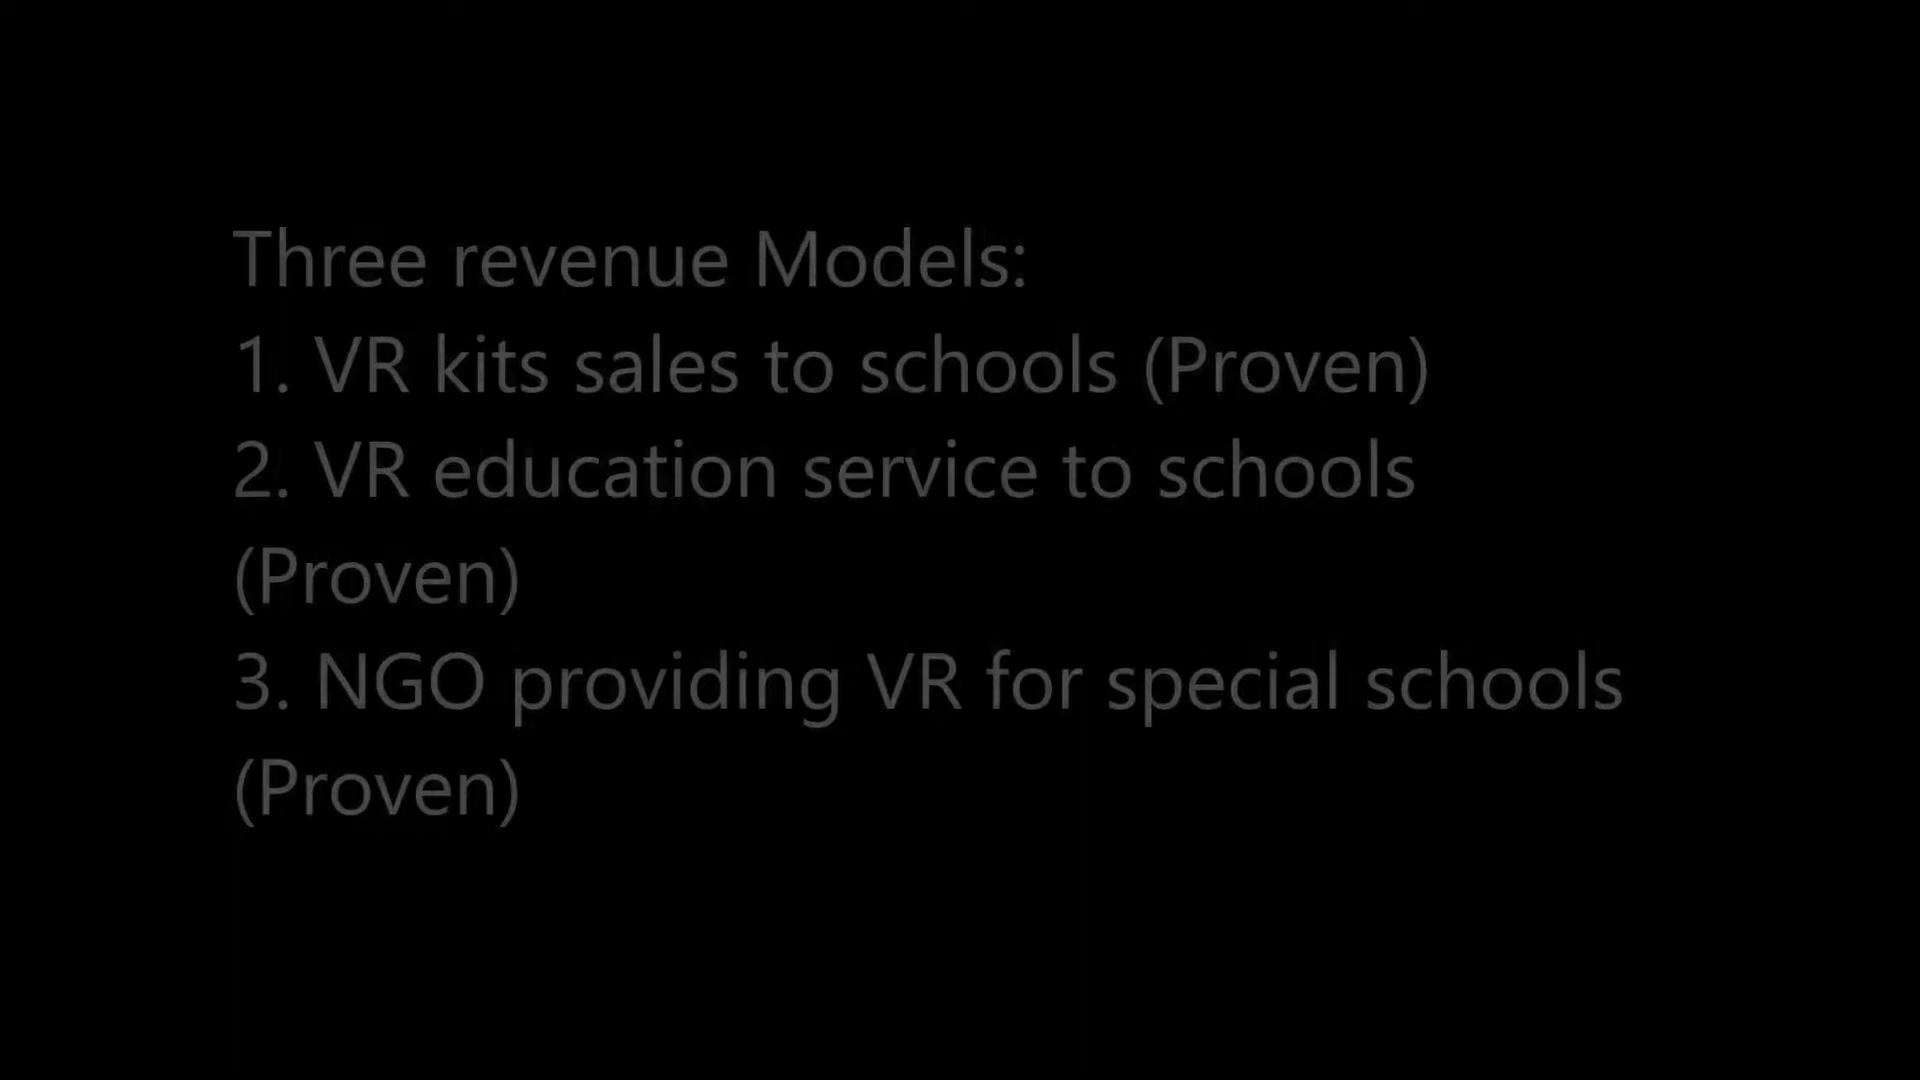 Three revenue Models:
1. VR kits sales to schools (Proven)
2. VR education service to schools
(Proven)
3. NGO providing VR for special schools
(Proven)